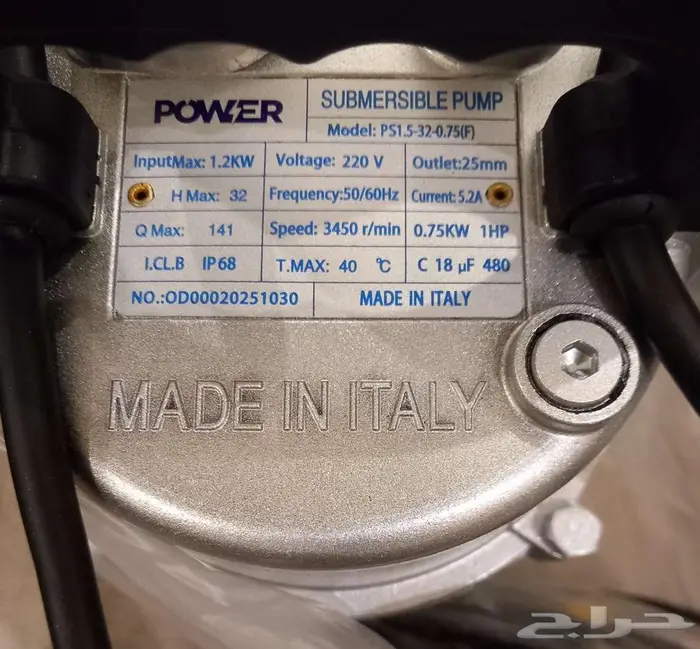 POWER
SUBMERSIBLE PUMP
Model: PS1.5-32-0.75(F)
InputMax: 1.2KW Voltage: 220 V Outlet:25mm
H Max: 32 Frequency:50/60Hz Current: 5.2A
Q Max: 141 Speed: 3450 r/min 0.75KW 1HP
I.CL.B IP68 T.MAX: 40 ℃ C 18 μF 480
NO.:OD00020251030 MADE IN ITALY
MADE IN ITALY
حراج